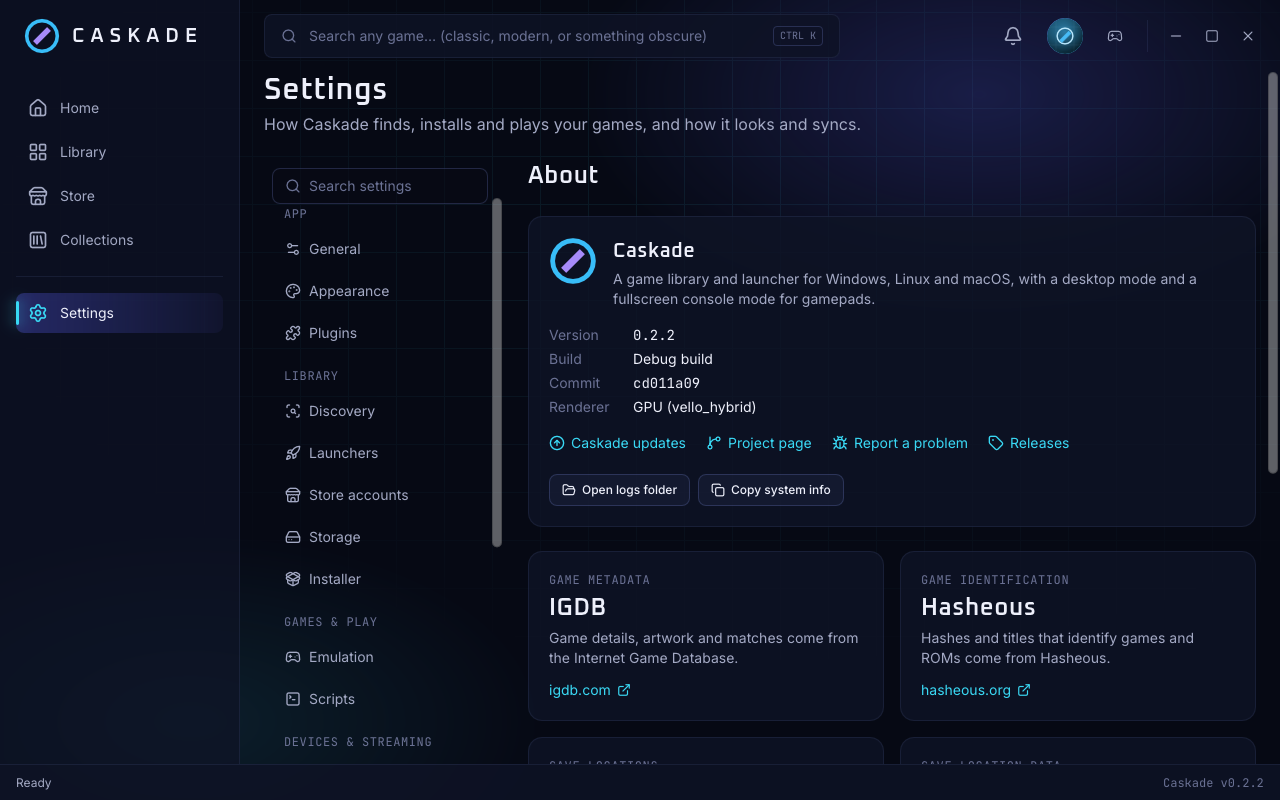 CASKADE
Search any game... (classic, modern, or something obscure)
CTRL K
Home
Library
Store
Collections
Settings
Settings
How Caskade finds, installs and plays your games, and how it looks and syncs.
Search settings
APP
General
Appearance
Plugins
LIBRARY
Discovery
Launchers
Store accounts
Storage
Installer
GAMES & PLAY
Emulation
Scripts
DEVICES & STREAMING
About
Caskade
A game library and launcher for Windows, Linux and macOS, with a desktop mode and a
fullscreen console mode for gamepads.
Version 0.2.2
Build Debug build
Commit cd011a09
Renderer GPU (vello_hybrid)
Caskade updates Project page Report a problem Releases
Open logs folder Copy system info
GAME METADATA
IGDB
Game details, artwork and matches come from
the Internet Game Database.
igdb.com
GAME IDENTIFICATION
Hasheous
Hashes and titles that identify games and
ROMs come from Hasheous.
hasheous.org
SAVE LOCATIONS
SAVE LOCATION DATA
Ready
Caskade v0.2.2